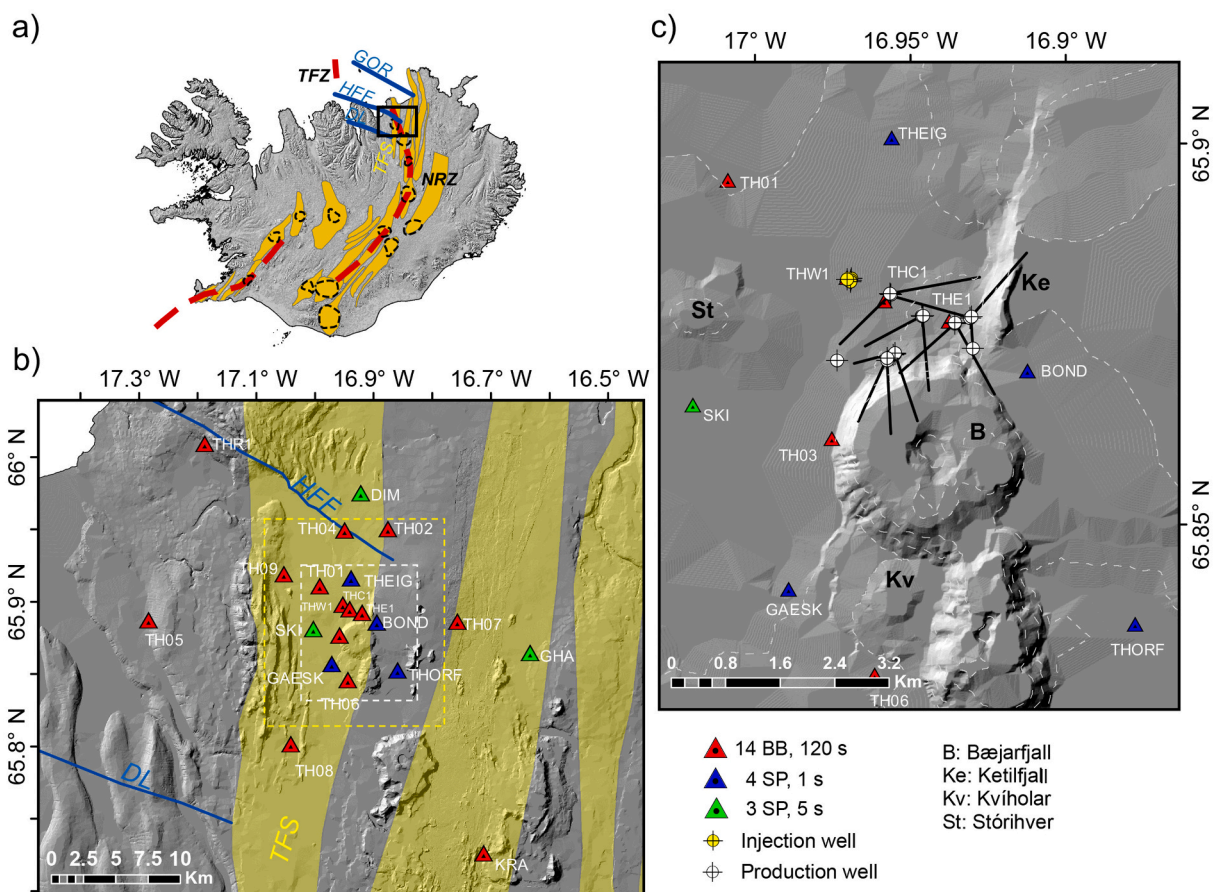 a)
TFZ
GOR
HFF
DL
TFS
NRZ
b)
17.3° W
17.1°
16.9° W
16.7° W
16.5° W
66° N
65.9° N
65.8° N
THR1
HFF
DIM
TH04
TH02
TH09
TH01
THEIG
THW1
THC1
THE1
SKI
BOND
TH05
TH07
GHA
GAESK
THORF
TH06
TH08
DL
TFS
KRA
0 2.5 5 7.5 10
Km
c)
17° W
16.95° W
16.9° W
65.9° N
65.85° N
THEIG
TH01
THW1
THC1
THE1
Ke
St
BOND
SKI
TH03
B
Kv
GAESK
THORF
TH06
0 0.8 1.6 2.4 3.2
Km
14 BB, 120 s
4 SP, 1 s
3 SP, 5 s
Injection well
Production well
B: Bæjarfjall
Ke: Ketilfjall
Kv: Kvíholar
St: Stórihver